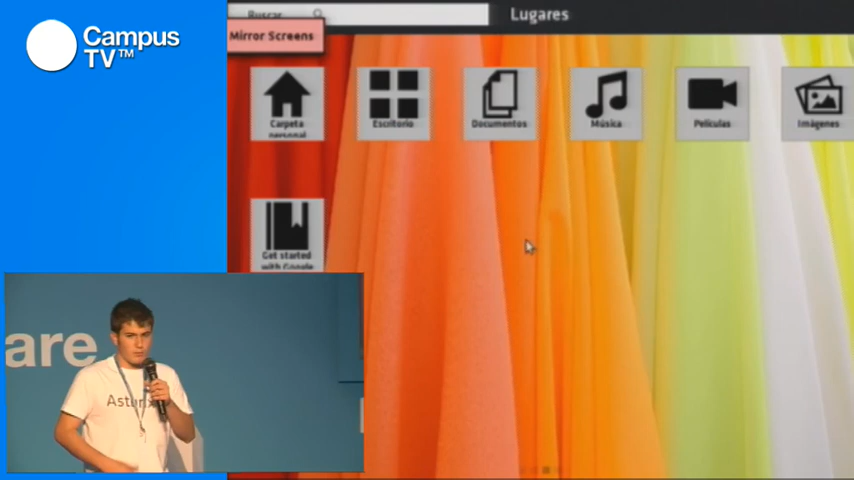 Campus
TV™
Buscar
Lugares
Mirror Screens
Carpeta
personal
Escritorio
Documentos
Música
Películas
Imágenes
Get started
with Google
are